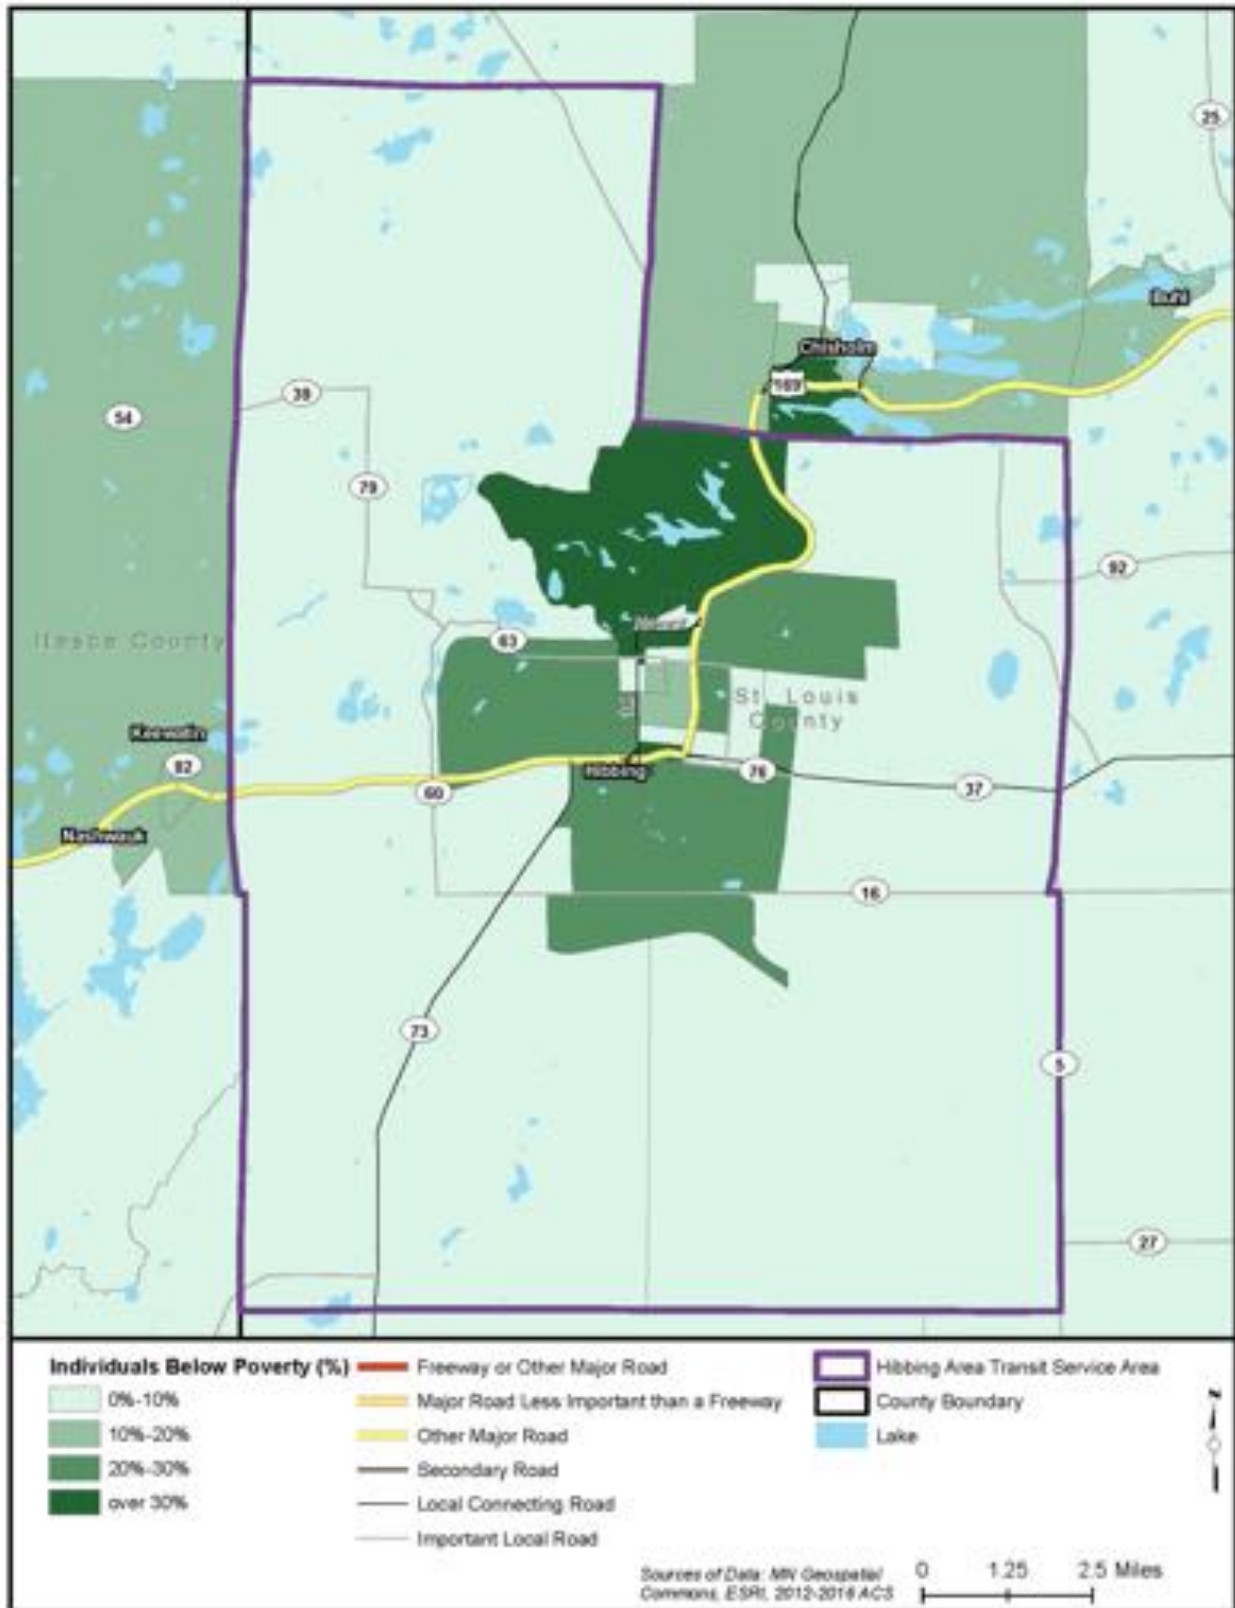 25
Buhl
Chisholm
169
39
54
79
92
63
Itasca County
St. Louis
County
Keewatin
82
Hibbing
76
60
37
Nashwauk
16
73
5
27
Individuals Below Poverty (%)
0%-10%
10%-20%
20%-30%
over 30%
Freeway or Other Major Road
Major Road Less Important than a Freeway
Other Major Road
Secondary Road
Local Connecting Road
Important Local Road
Hibbing Area Transit Service Area
County Boundary
Lake
N
Sources of Data: MN Geospatial
Commons, ESRI, 2012-2016 ACS
0 1.25 2.5 Miles